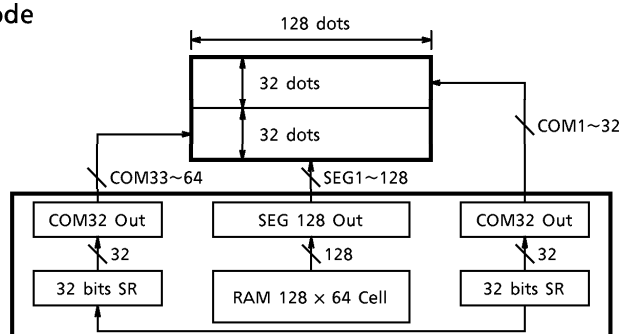 ode
128 dots
32 dots
32 dots
COM1~32
COM33~64
SEG1~128
COM32 Out
SEG 128 Out
COM32 Out
32
128
32
32 bits SR
RAM 128 × 64 Cell
32 bits SR